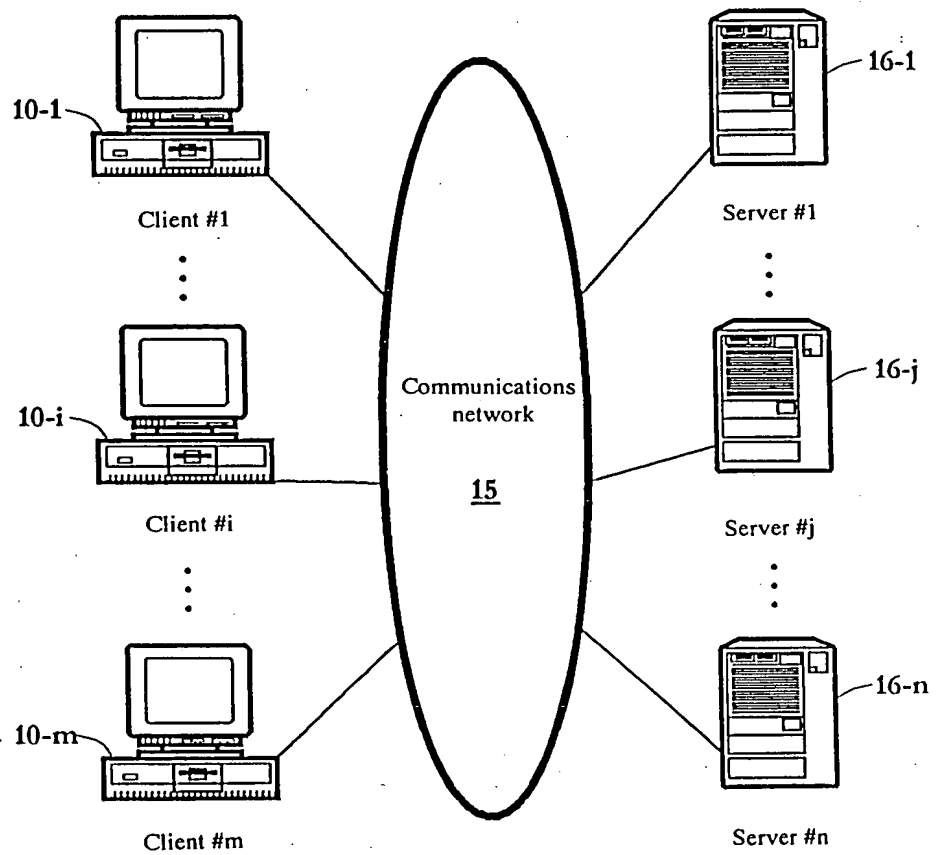 10-1
Client #1
16-1
Server #1
10-i
Client #i
Communications
network
15
16-j
Server #j
10-m
Client #m
16-n
Server #n